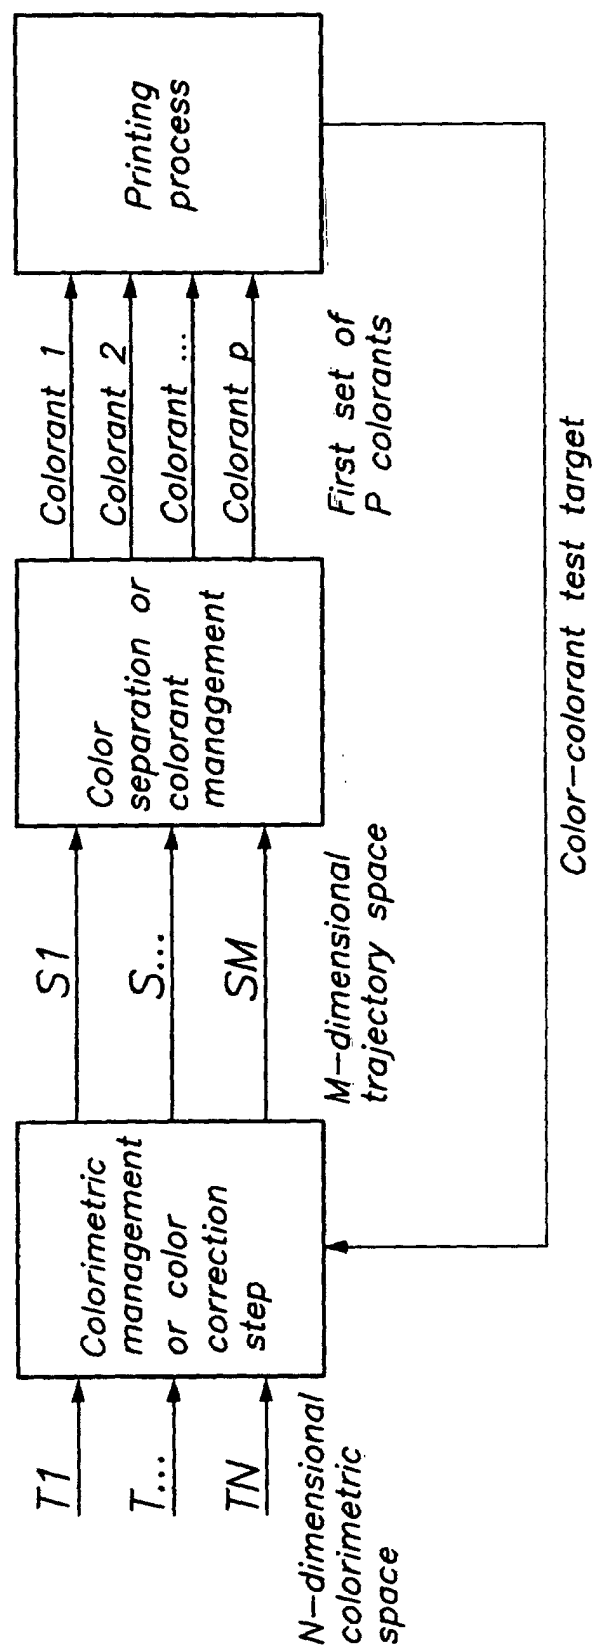 T1
T...
TN
N-dimensional
colorimetric
space
Colorimetric
management
or color
correction
step
S1
S...
SM
M-dimensional
trajectory space
Color
separation or
colorant
management
Colorant 1
Colorant 2
Colorant ...
Colorant p
First set of
P colorants
Printing
process
Color-colorant test target